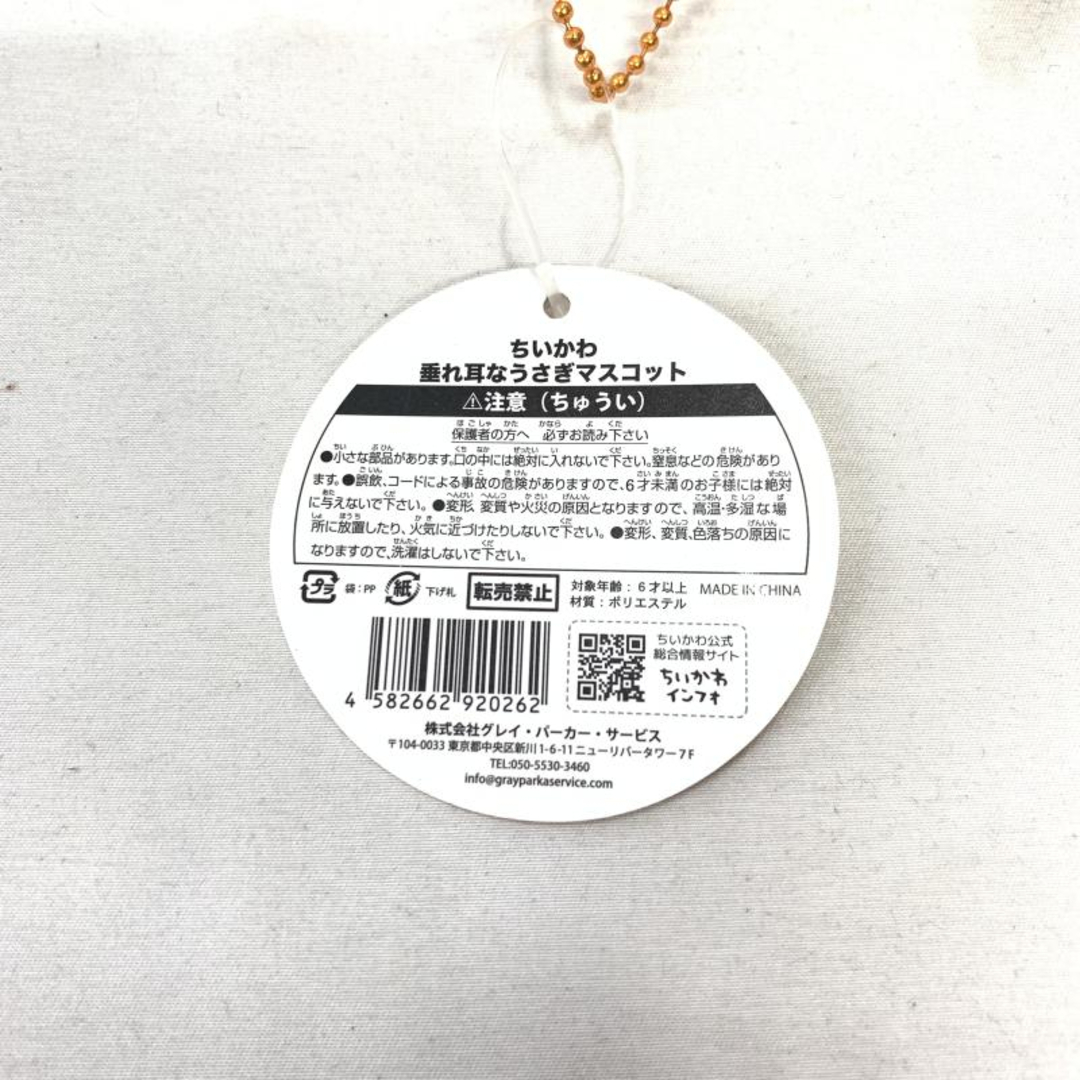 ちいかわ
垂れ耳なうさぎマスコット
⚠注意（ちゅうい）
保護者の方へ 必ずお読み下さい
●小さな部品があります。口の中には絶対に入れないで下さい。窒息などの危険があり
ます。●誤飲、コードによる事故の危険がありますので、6才未満のお子様には絶対
に与えないで下さい。●変形、変質や火災の原因となりますので、高温・多湿な場
所に放置したり、火気に近づけたりしないで下さい。●変形、変質、色落ちの原因に
なりますので、洗濯はしないで下さい。
プラ 袋：PP 紙 下げ札 転売禁止 対象年齢：6才以上 MADE IN CHINA
材質：ポリエステル
4 582662 920262
ちいかわ公式
総合情報サイト
ちいかわ
インフォ
株式会社グレイ・パーカー・サービス
〒104-0033 東京都中央区新川1-6-11ニューリバータワー7F
TEL:050-5530-3460
info@grayparkaservice.com